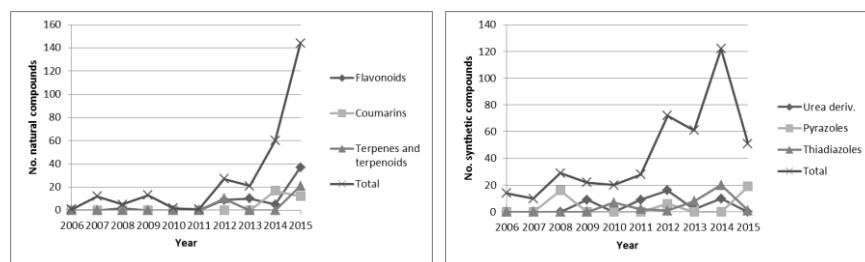 No. natural compounds
160
140
120
100
80
60
40
20
0
2006 2007 2008 2009 2010 2011 2012 2013 2014 2015
Year
Flavonoids
Coumarins
Terpenes and
terpenoids
Total
No. synthetic compounds
140
120
100
80
60
40
20
0
2006 2007 2008 2009 2010 2011 2012 2013 2014 2015
Year
Urea deriv.
Pyrazoles
Thiadiazoles
Total